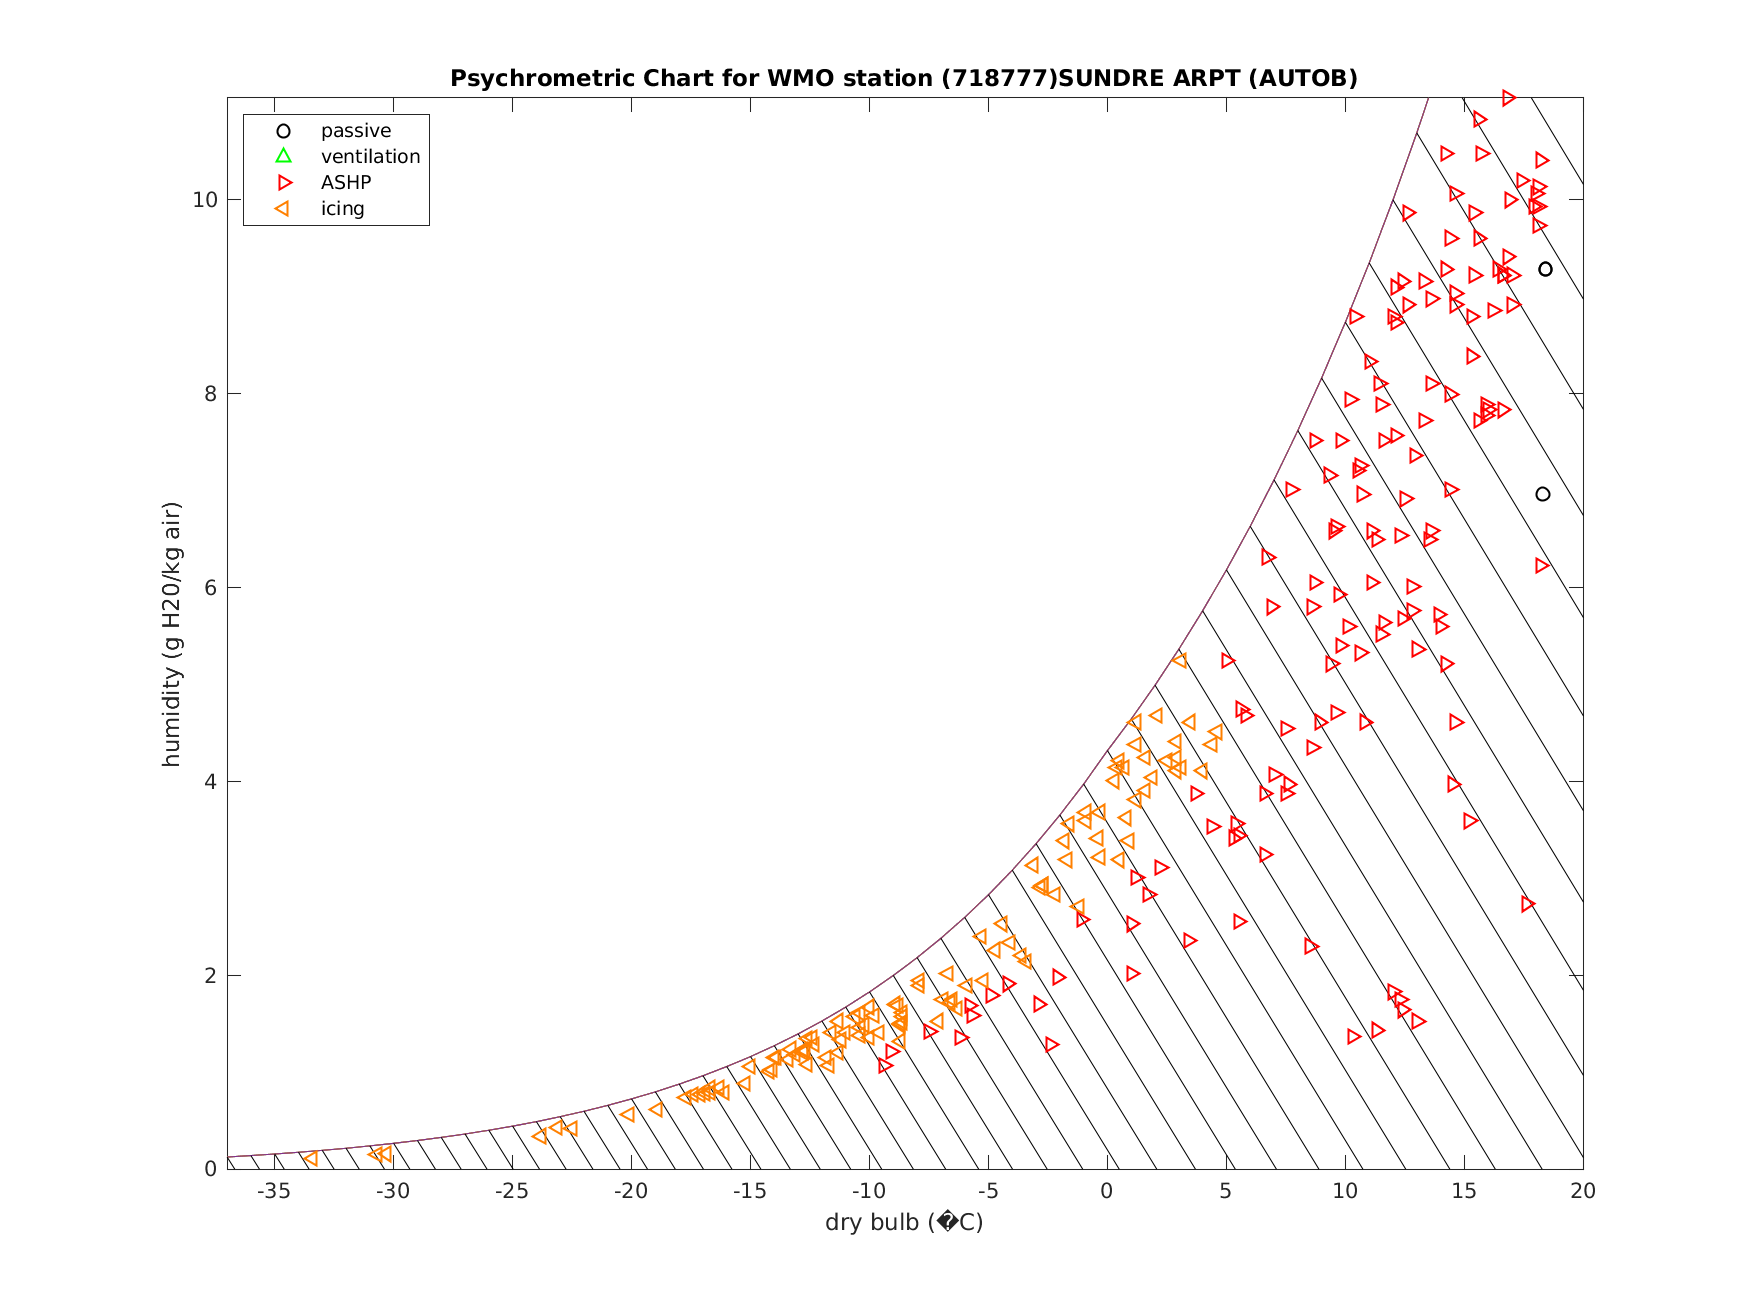 Psychrometric Chart for WMO station (718777)SUNDRE ARPT (AUTOB)
passive
ventilation
ASHP
icing
10
8
6
4
2
0
humidity (g H20/kg air)
-35 -30 -25 -20 -15 -10 -5 0 5 10 15 20
dry bulb (�C)